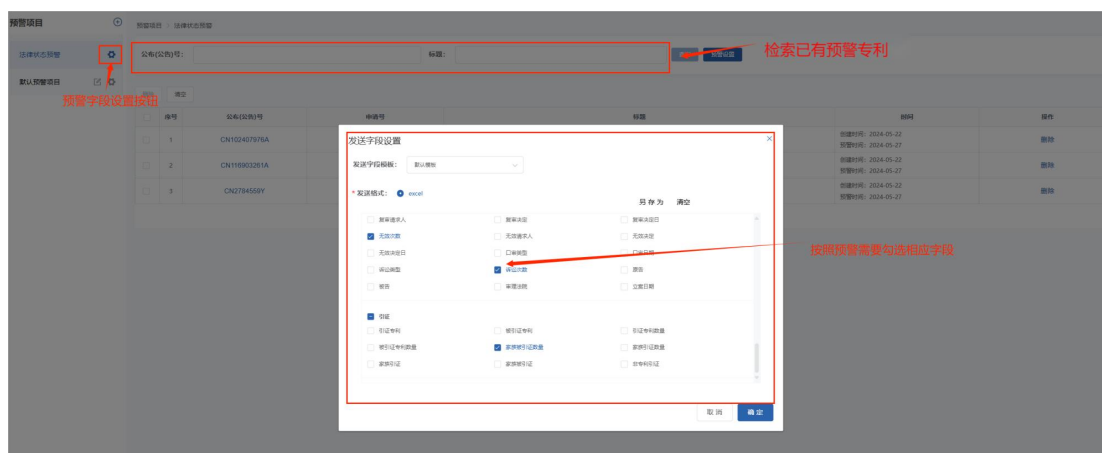 预警项目
预警项目 > 法律状态预警
法律状态预警
公布(公告)号：
标题：
预警设置
检索已有预警专利
默认预警项目
预警字段设置按钮
清空
序号 公布(公告)号 申请号 标题 时间 操作
1 CN102407976A 创建时间：2024-05-22 删除
预警时间：2024-05-27
2 CN116903261A 创建时间：2024-05-22 删除
预警时间：2024-05-27
3 CN2784559Y 创建时间：2024-05-22 删除
预警时间：2024-05-27
发送字段设置 ×
发送字段模板： 默认模板
* 发送格式： excel
另存为 清空
复审请求人 复审决定 复审决定日
无效次数 无效请求人 无效决定
无效决定日 口审类型 口审日期
诉讼类型 诉讼次数 原告
被告 审理法院 立案日期
按照预警需要勾选相应字段
引证
引证专利 被引证专利 引证专利数量
被引证专利数量 家族被引证数量 家族引证数量
家族引证 家族被引证 非专利引证
取消 确定